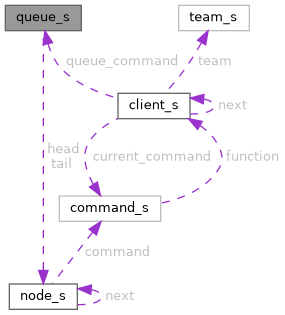 queue_s
team_s
queue_command
team
client_s
next
head
tail
current_command
function
command_s
command
node_s
next